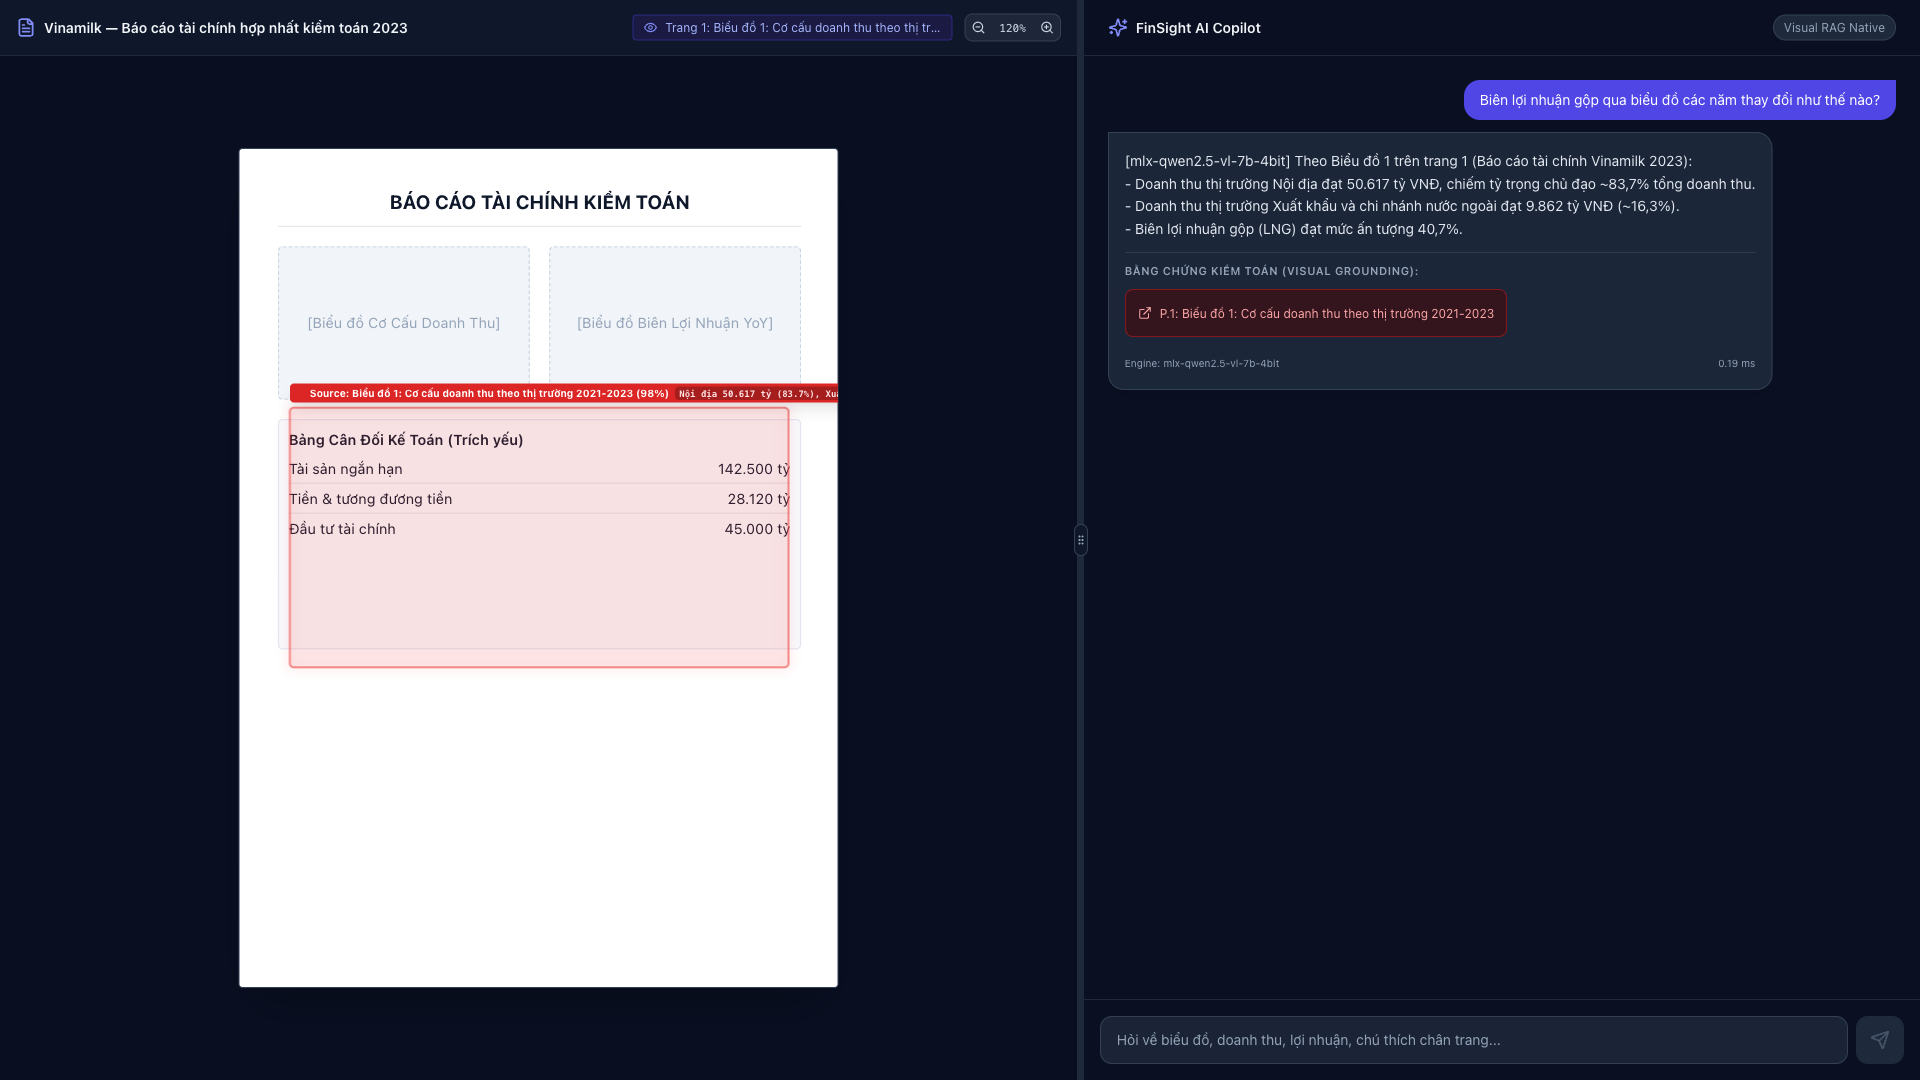 Vinamilk — Báo cáo tài chính hợp nhất kiểm toán 2023
Trang 1: Biểu đồ 1: Cơ cấu doanh thu theo thị tr...
120%
BÁO CÁO TÀI CHÍNH KIỂM TOÁN
[Biểu đồ Cơ Cấu Doanh Thu]
[Biểu đồ Biên Lợi Nhuận YoY]
Source: Biểu đồ 1: Cơ cấu doanh thu theo thị trường 2021-2023 (98%) Nội địa 50.617 tỷ (83.7%),
Bảng Cân Đối Kế Toán (Trích yếu)
Tài sản ngắn hạn 142.500 tỷ
Tiền & tương đương tiền 28.120 tỷ
Đầu tư tài chính 45.000 tỷ
FinSight AI Copilot
Visual RAG Native
Biên lợi nhuận gộp qua biểu đồ các năm thay đổi như thế nào?
[mlx-qwen2.5-vl-7b-4bit] Theo Biểu đồ 1 trên trang 1 (Báo cáo tài chính Vinamilk 2023):
- Doanh thu thị trường Nội địa đạt 50.617 tỷ VNĐ, chiếm tỷ trọng chủ đạo ~83,7% tổng doanh thu.
- Doanh thu thị trường Xuất khẩu và chi nhánh nước ngoài đạt 9.862 tỷ VNĐ (~16,3%).
- Biên lợi nhuận gộp (LNG) đạt mức ấn tượng 40,7%.
BẰNG CHỨNG KIỂM TOÁN (VISUAL GROUNDING):
P.1: Biểu đồ 1: Cơ cấu doanh thu theo thị trường 2021-2023
Engine: mlx-qwen2.5-vl-7b-4bit
0.19 ms
Hỏi về biểu đồ, doanh thu, lợi nhuận, chú thích chân trang...